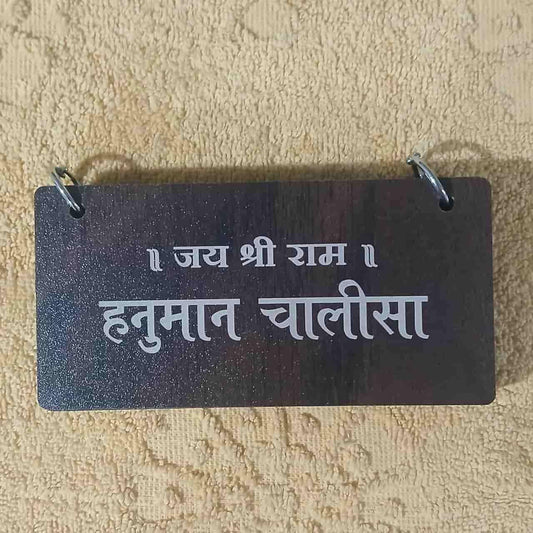 ॥ जय श्री राम ॥
हनुमान चालीसा